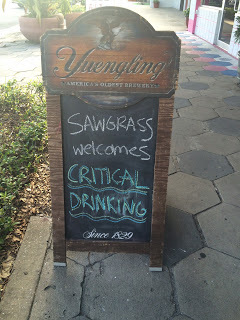 Yuengling
AMERICA'S OLDEST BREWERY
SAWGRASS
welcomes
CRITICAL
DRINKING
Since 1829